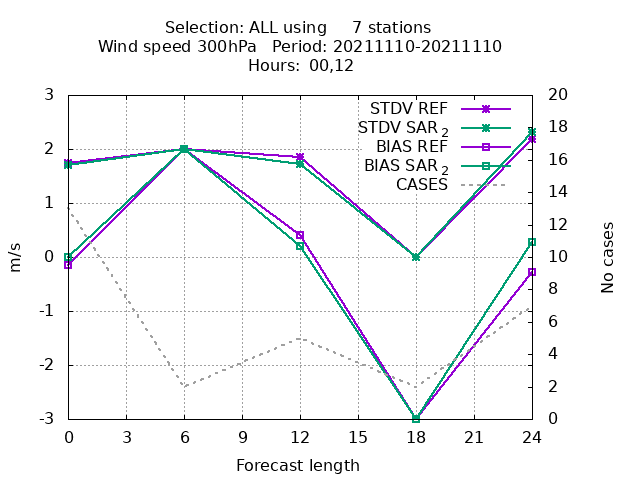 Selection: ALL using     7 stations
Wind speed 300hPa   Period: 20211110-20211110
Hours:  00,12
STDV REF
STDV SAR 2
BIAS REF
BIAS SAR 2
CASES
3
2
1
0
-1
-2
-3
m/s
20
18
16
14
12
10
8
6
4
2
0
No cases
0 3 6 9 12 15 18 21 24
Forecast length